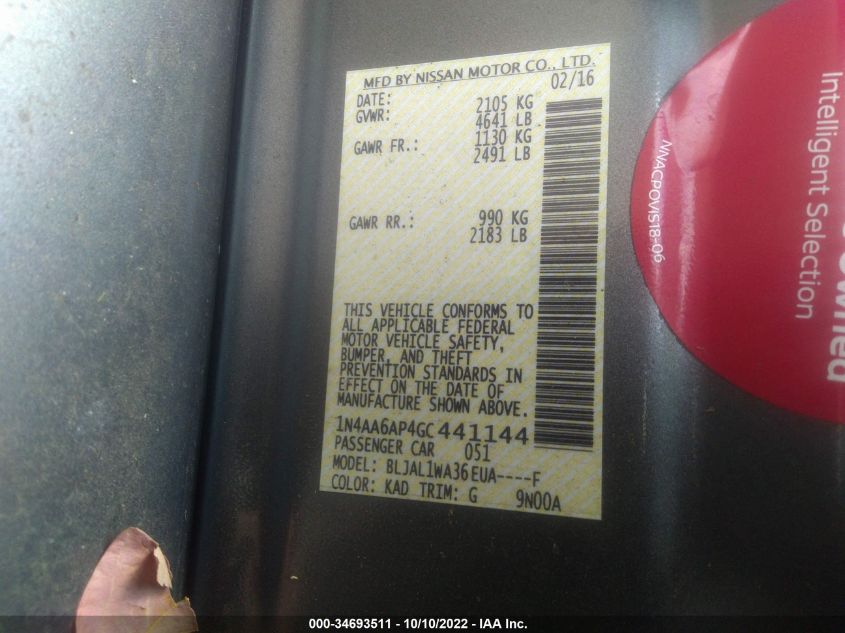 MFD BY NISSAN MOTOR CO., LTD.
DATE: 02/16
GVWR: 2105 KG
4641 LB
GAWR FR.: 1130 KG
2491 LB
GAWR RR.: 990 KG
2183 LB
THIS VEHICLE CONFORMS TO
ALL APPLICABLE FEDERAL
MOTOR VEHICLE SAFETY,
BUMPER, AND THEFT
PREVENTION STANDARDS IN
EFFECT ON THE DATE OF
MANUFACTURE SHOWN ABOVE.
1N4AA6AP4GC441144
PASSENGER CAR 051
MODEL: BLJAL1WA36EUA----F
COLOR: KAD TRIM: G 9N00A
NIVACPOVIS18-06
Intelligent Selection
Owned
000-34693511 - 10/10/2022 - IAA Inc.